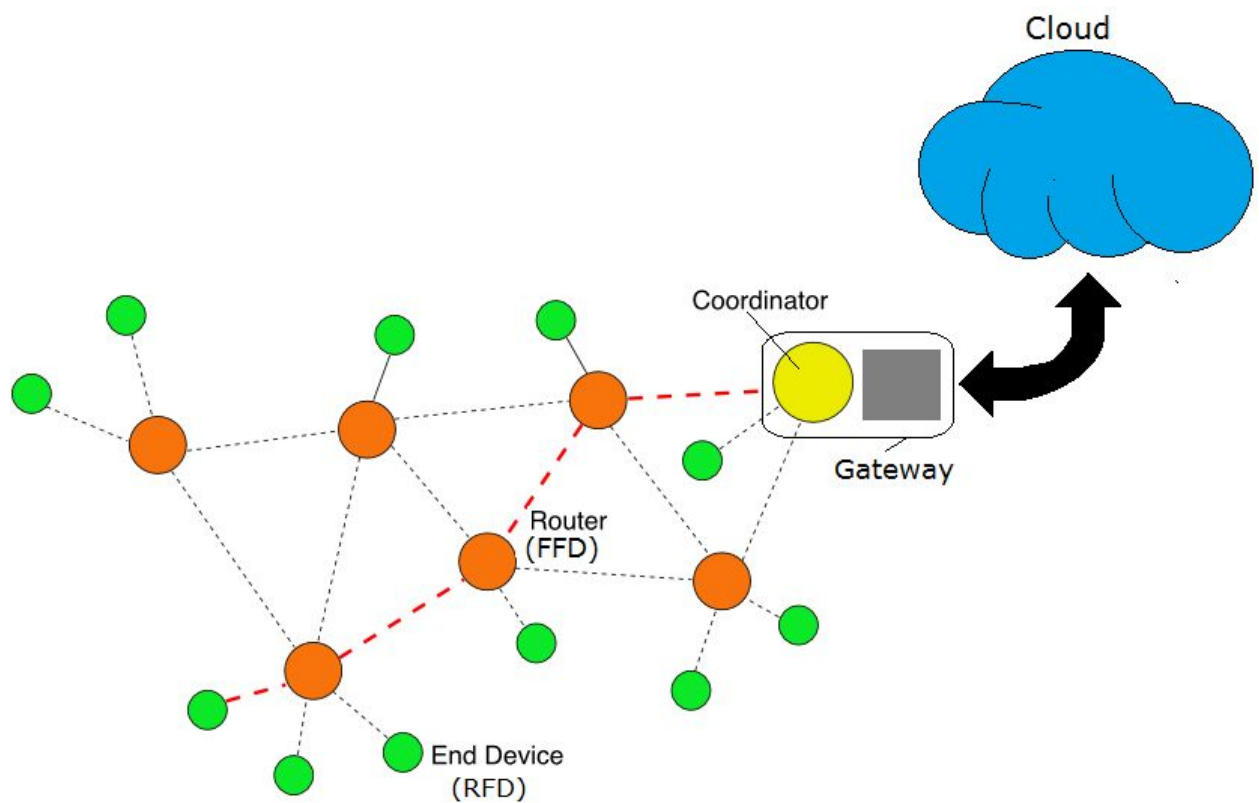 Cloud
Coordinator
Gateway
Router
(FFD)
End Device
(RFD)